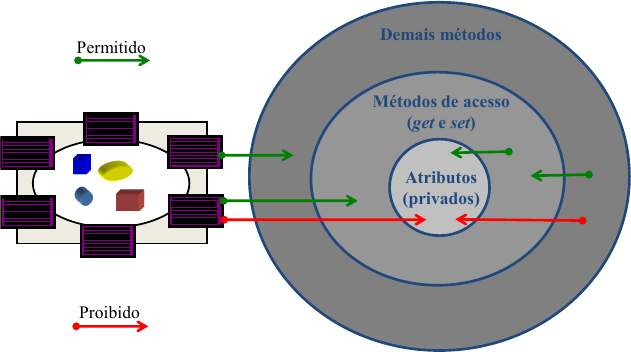 Permitido
Demais métodos
Métodos de acesso
(get e set)
Atributos
(privados)
Proibido